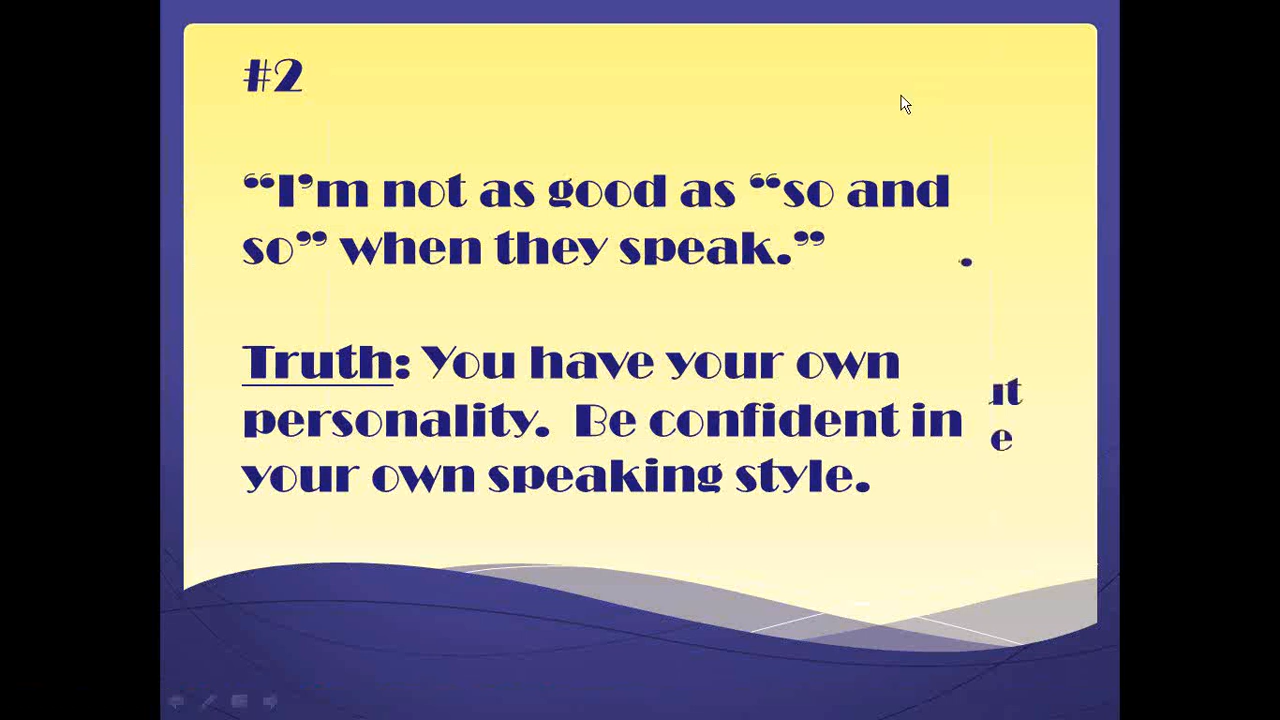 #2
“I’m not as good as “so and
so” when they speak.”
Truth: You have your own
personality. Be confident in
your own speaking style.